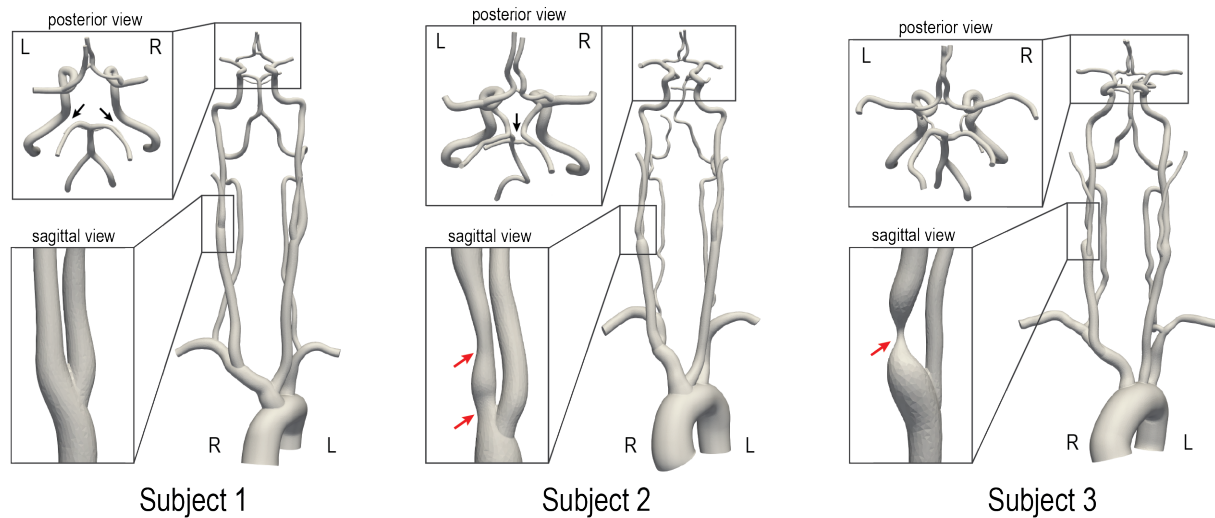 posterior view
L R
sagittal view
R L
Subject 1
posterior view
L R
sagittal view
R L
Subject 2
posterior view
L R
sagittal view
R L
Subject 3